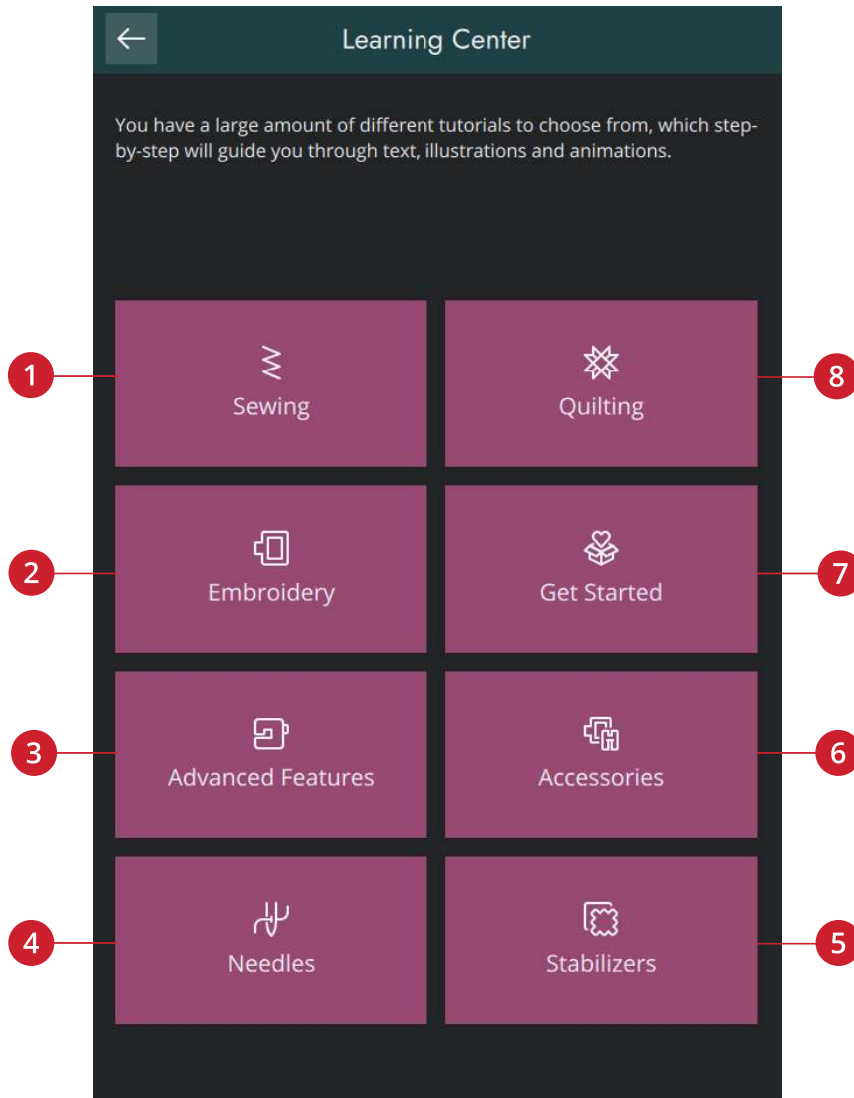 Learning Center
You have a large amount of different tutorials to choose from, which step-
by-step will guide you through text, illustrations and animations.
1
Sewing
Quilting
8
2
Embroidery
Get Started
7
3
Advanced Features
Accessories
6
4
Needles
Stabilizers
5